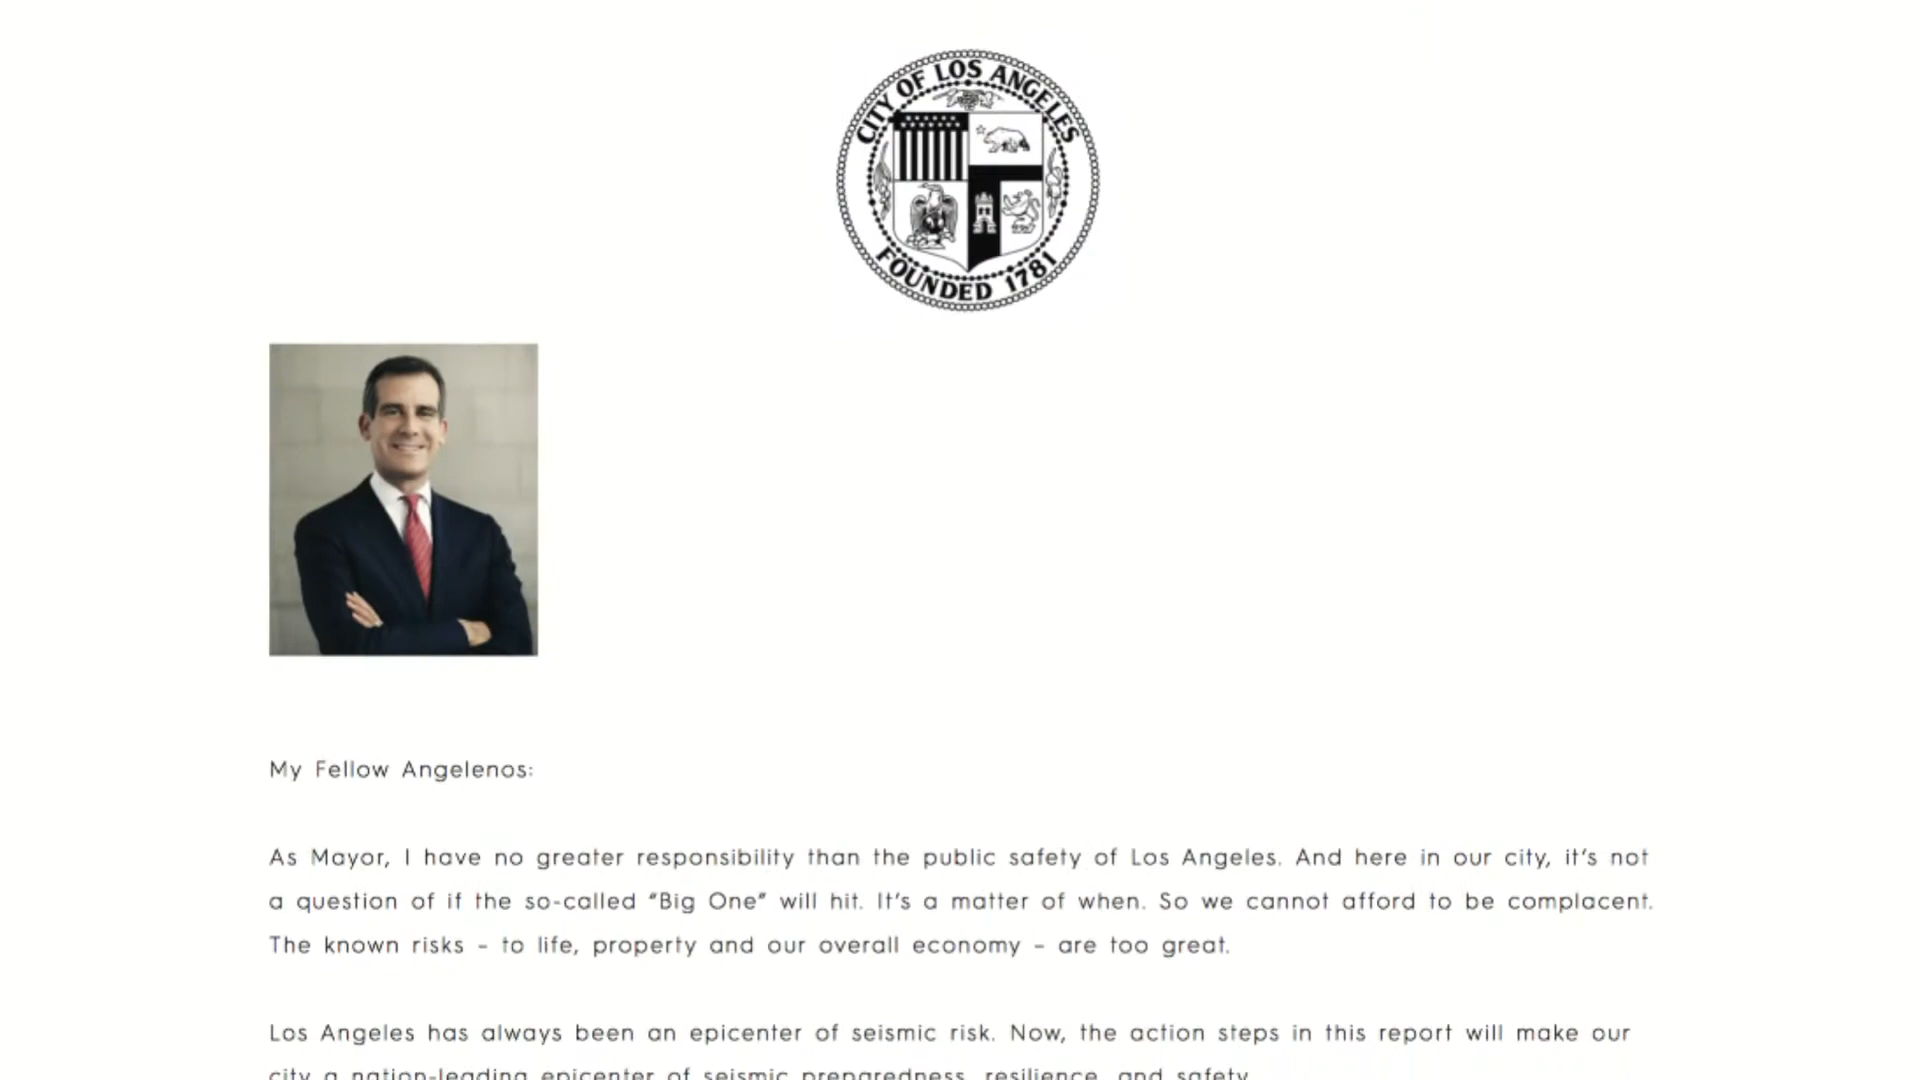 CITY OF LOS ANGELES
FOUNDED 1781
My Fellow Angelenos:
As Mayor, I have no greater responsibility than the public safety of Los Angeles. And here in our city, it's not
a question of if the so-called "Big One" will hit. It's a matter of when. So we cannot afford to be complacent.
The known risks – to life, property and our overall economy – are too great.
Los Angeles has always been an epicenter of seismic risk. Now, the action steps in this report will make our
city a nation-leading epicenter of seismic preparedness, resilience, and safety.